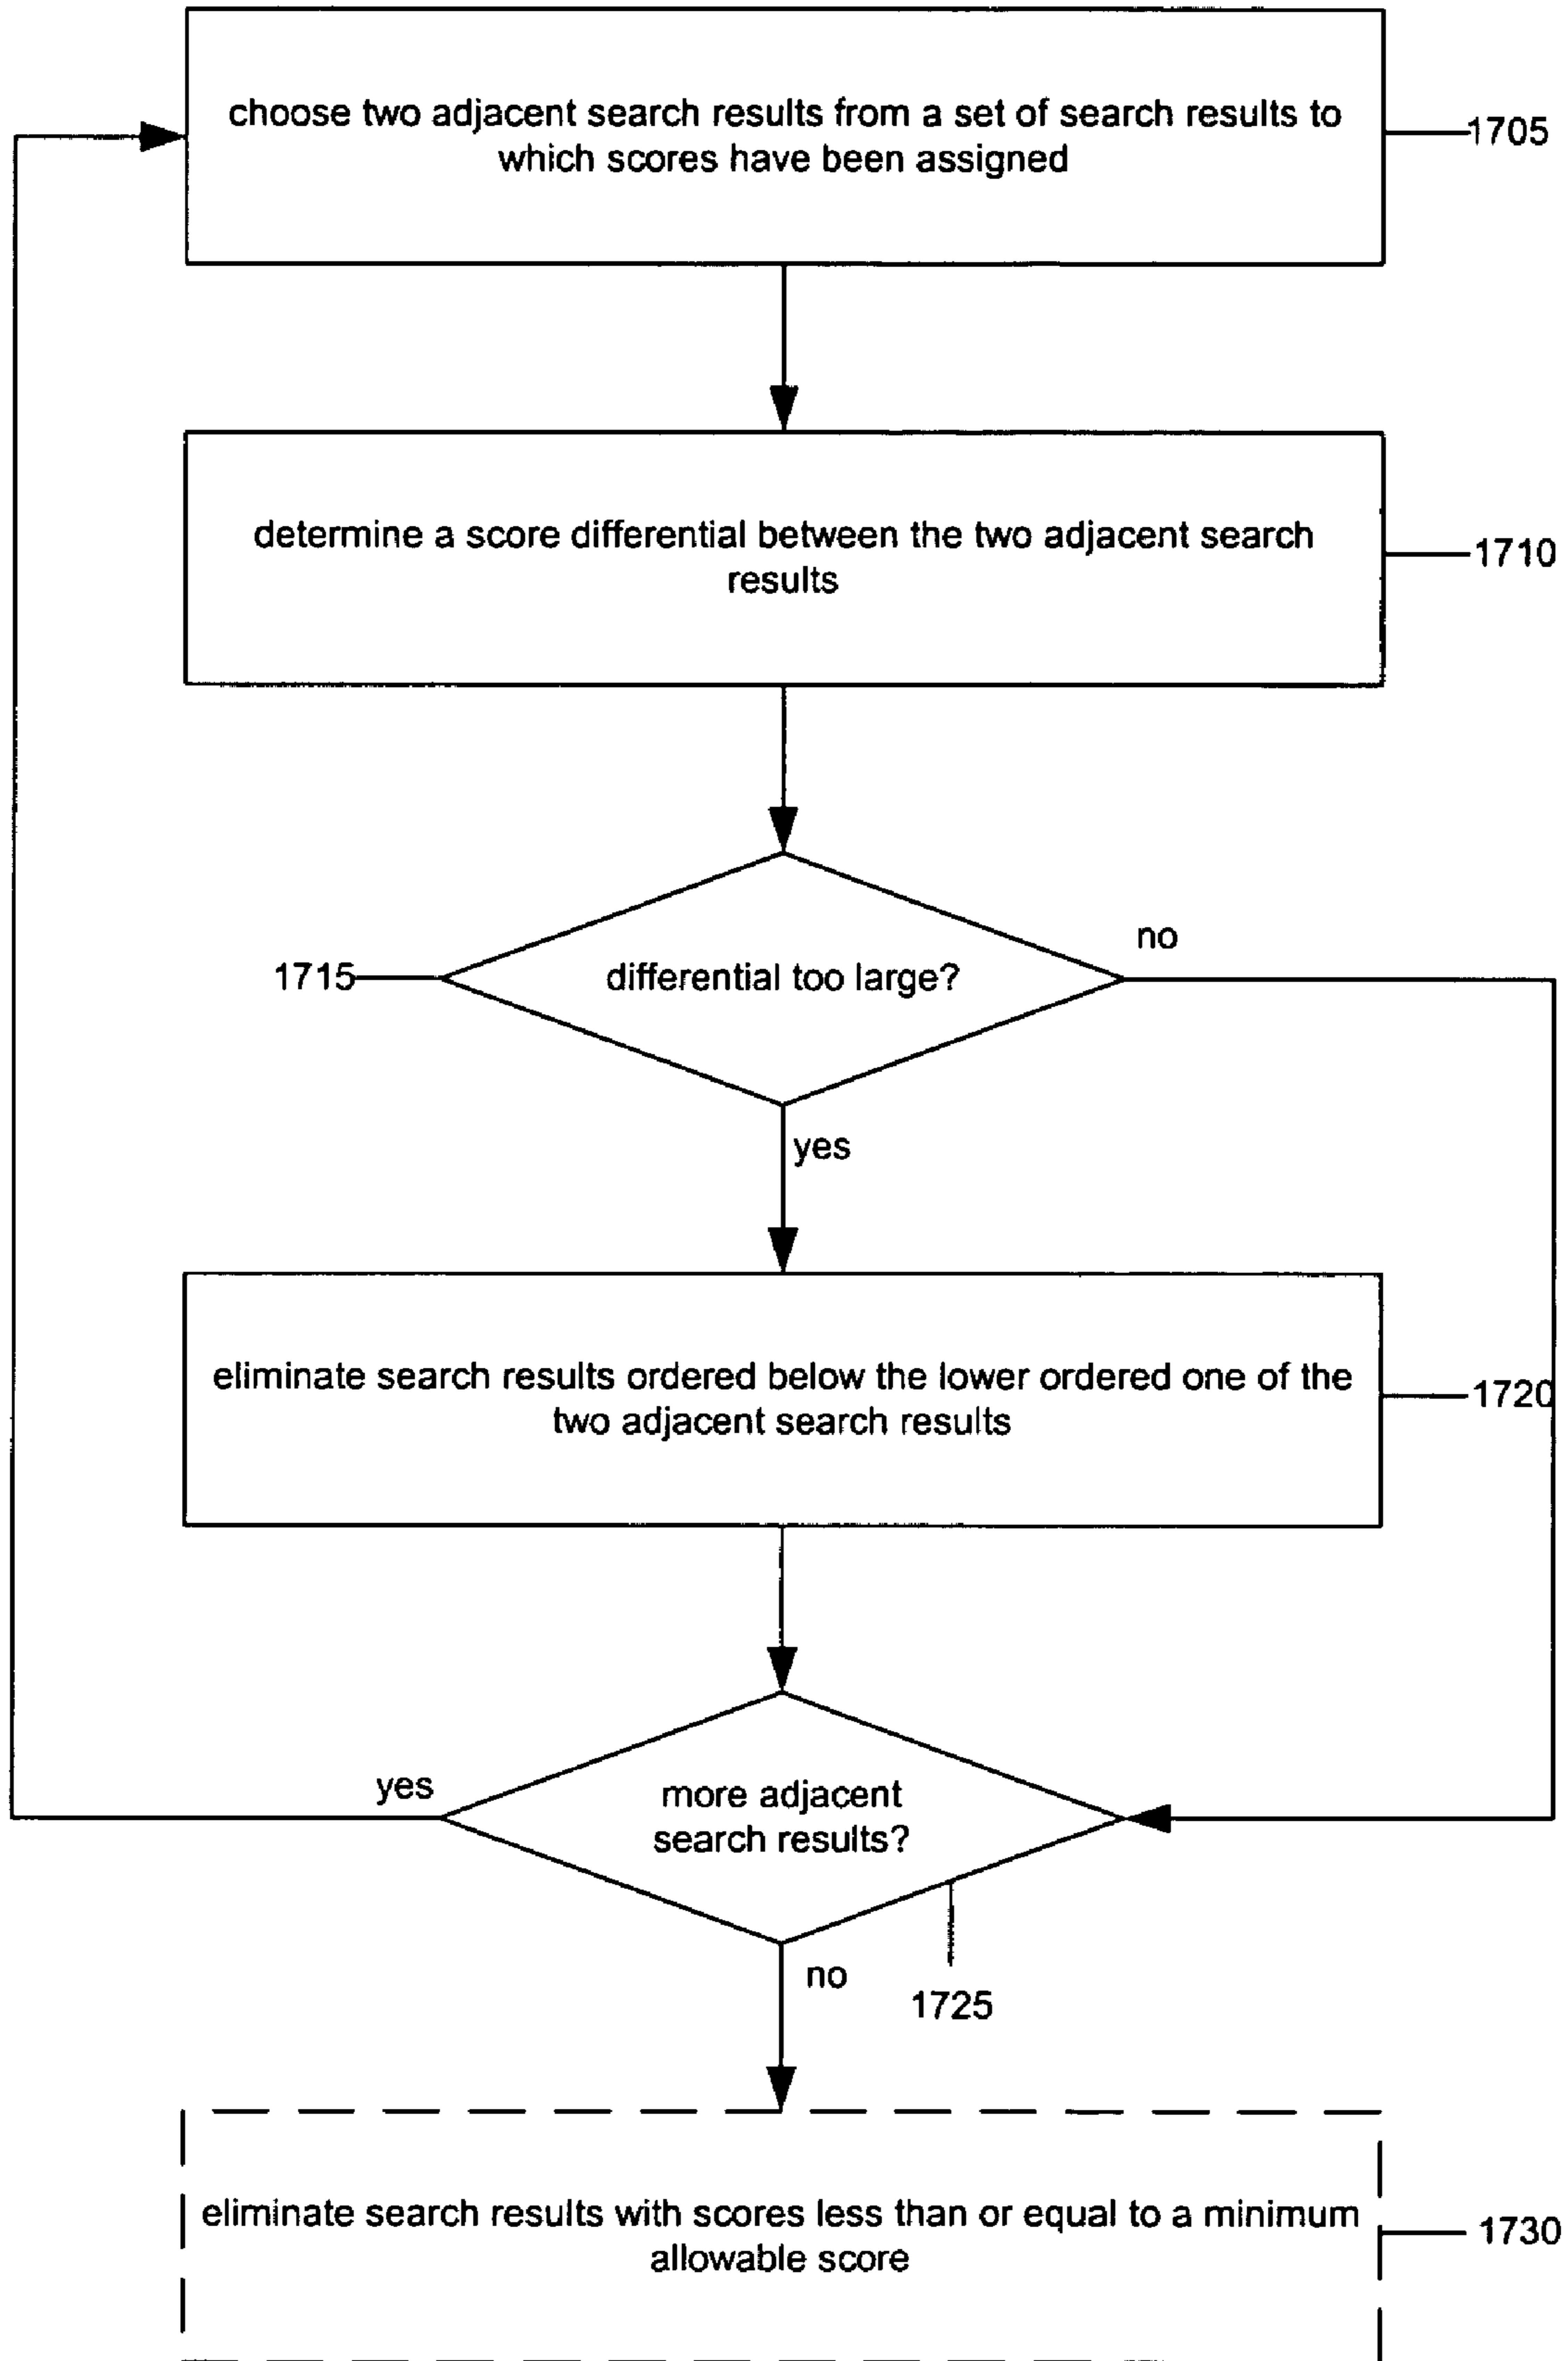 choose two adjacent search results from a set of search results to
which scores have been assigned
1705
determine a score differential between the two adjacent search
results
1710
no
1715
differential too large?
yes
eliminate search results ordered below the lower ordered one of the
two adjacent search results
1720
yes
more adjacent
search results?
no
1725
eliminate search results with scores less than or equal to a minimum
allowable score
1730